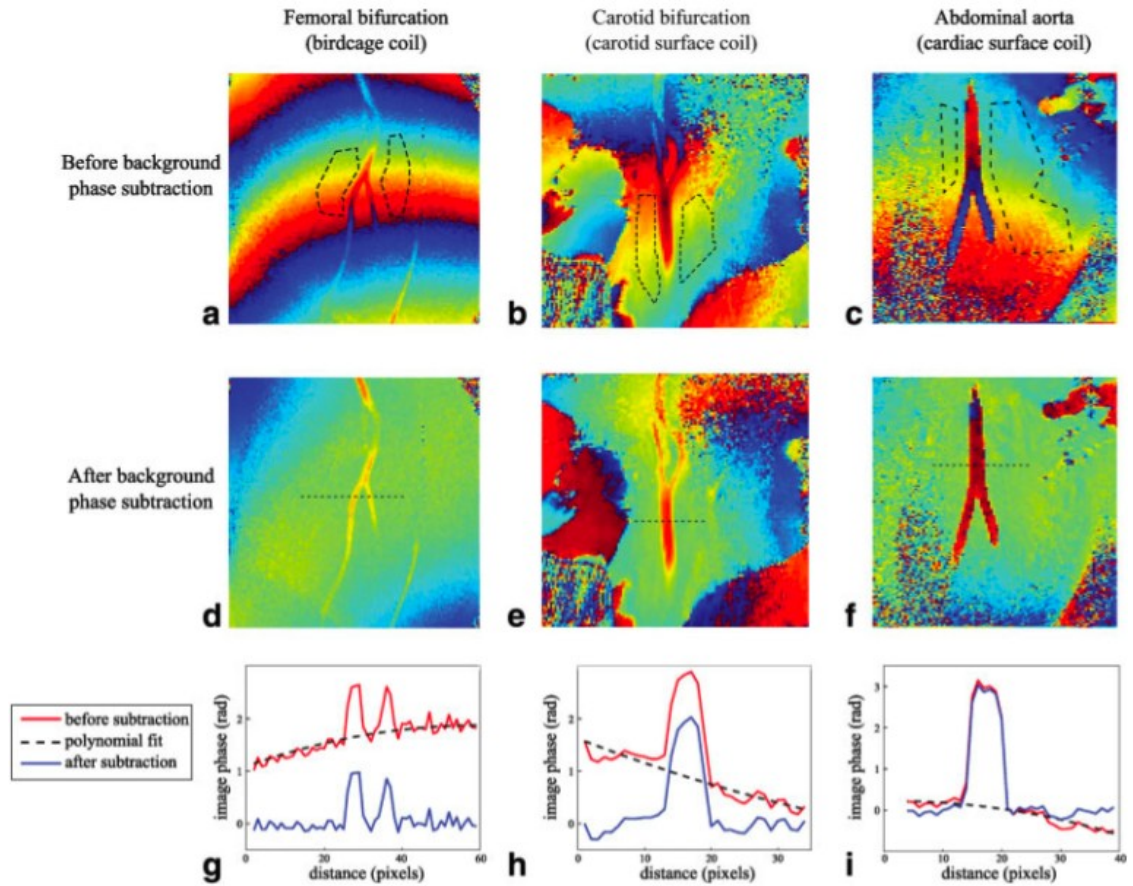 Femoral bifurcation
(birdcage coil)
Carotid bifurcation
(carotid surface coil)
Abdominal aorta
(cardiac surface coil)
Before background
phase subtraction
a
b
c
After background
phase subtraction
d
e
f
before subtraction
polynomial fit
after subtraction
image phase (rad)
2
1
0
0
20
40
60
distance (pixels)
g
image phase (rad)
2
1
0
0
10
20
30
distance (pixels)
h
image phase (rad)
3
2
1
0
0
10
20
30
40
distance (pixels)
i